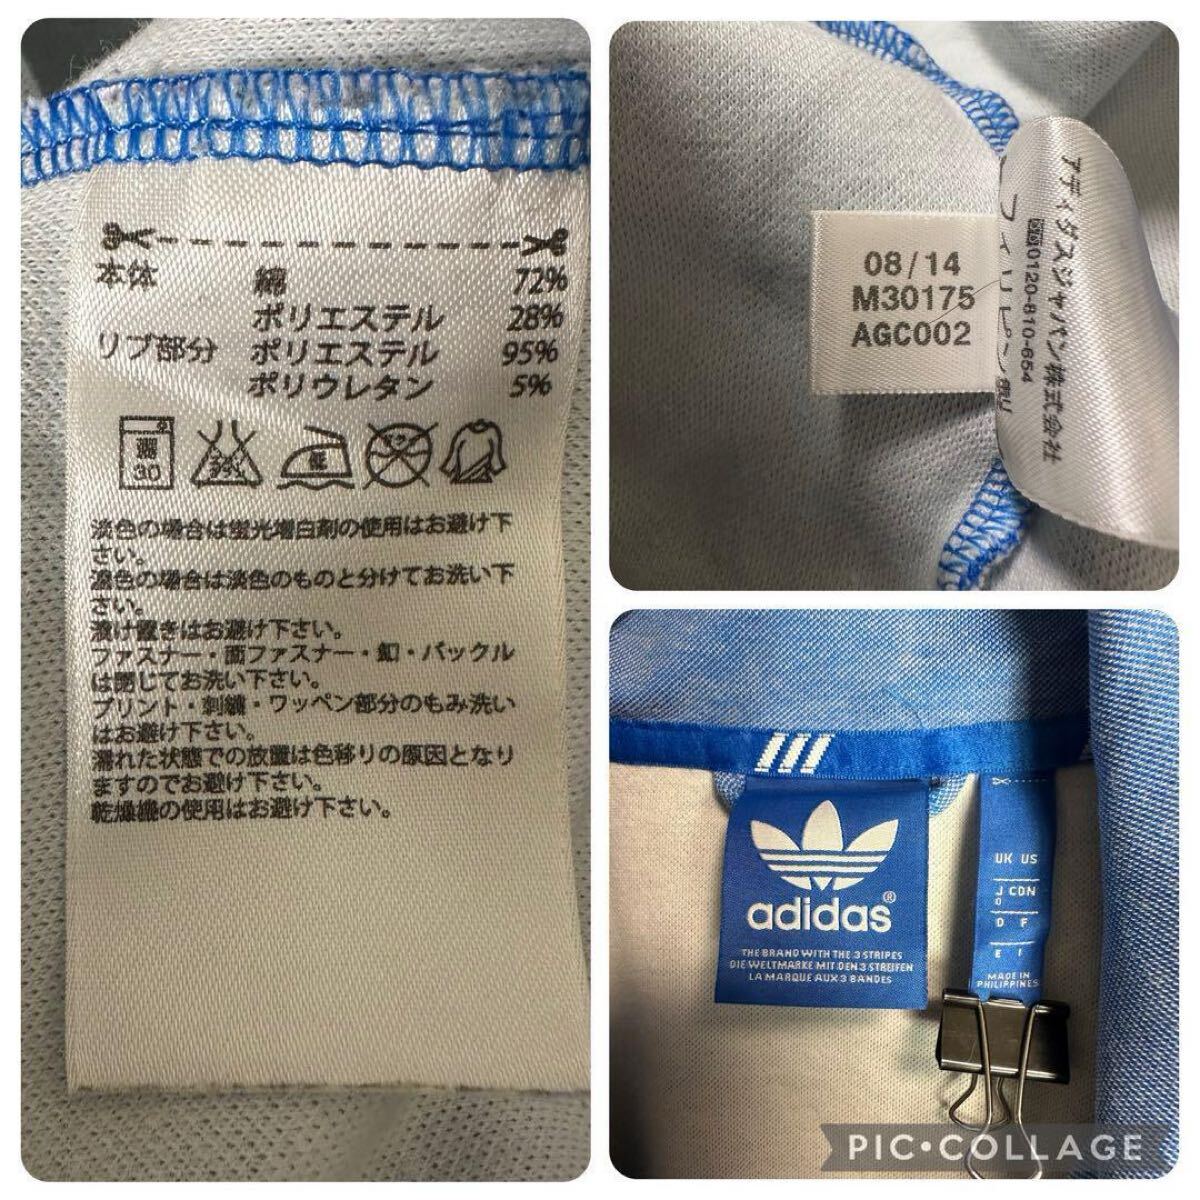 本体 綿 72%
ポリエステル 28%
リブ部分 ポリエステル 95%
ポリウレタン 5%
30
淡色の場合は蛍光増白剤の使用はお避け下
さい。
濃色の場合は淡色のものと分けてお洗い下
さい。
漬け置きはお避け下さい。
ファスナー・面ファスナー・釦・バックル
は閉じてお洗い下さい。
プリント・刺繍・ワッペン部分のもみ洗い
はお避け下さい。
濡れた状態での放置は色移りの原因となり
ますのでお避け下さい。
乾燥機の使用はお避け下さい。
08/14
M30175
AGC002
アディダスジャパン株式会社
0120-810-654
フィリピン製
adidas®
THE BRAND WITH THE 3 STRIPES
DIE WELTMARKE MIT DEN 3 STREIFEN
LA MARQUE AUX 3 BANDES
UK US
J CDN
O
D F
E I
MADE IN
PHILIPPINES
PIC•COLLAGE